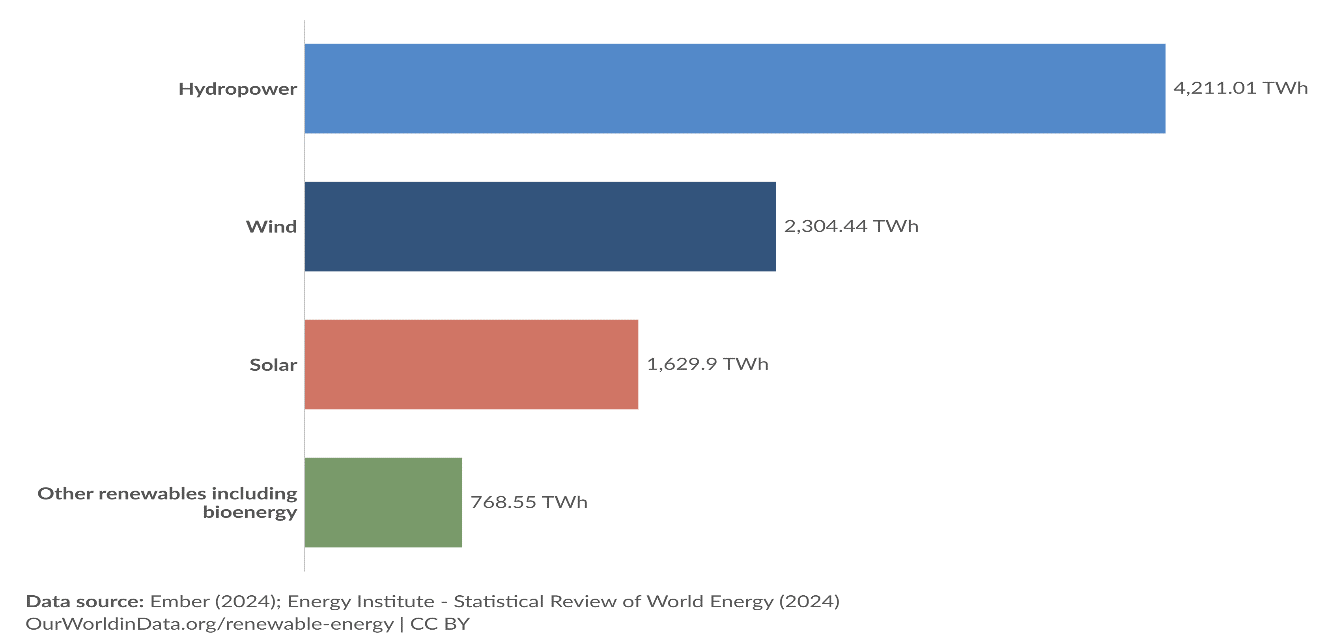 Hydropower
4,211.01 TWh
Wind
2,304.44 TWh
Solar
1,629.9 TWh
Other renewables including
bioenergy
768.55 TWh
Data source: Ember (2024); Energy Institute - Statistical Review of World Energy (2024)
OurWorldinData.org/renewable-energy | CC BY